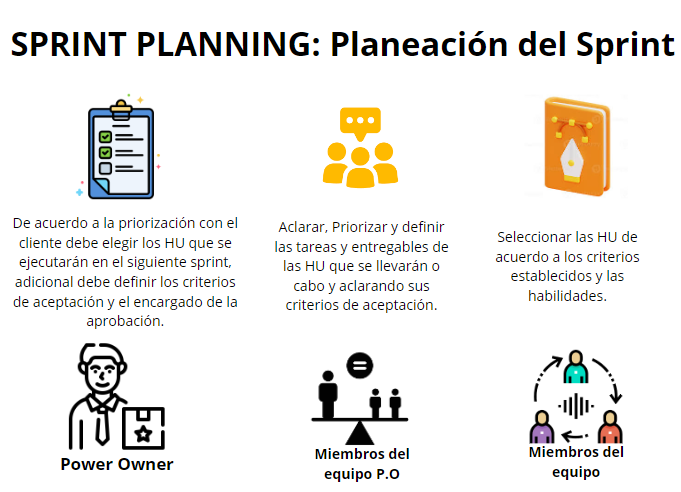 SPRINT PLANNING: Planeación del Sprint
De acuerdo a la priorización con el
cliente debe elegir los HU que se
ejecutarán en el siguiente sprint,
adicional debe definir los criterios
de aceptación y el encargado de la
aprobación.
Aclarar, Priorizar y definir
las tareas y entregables de
las HU que se llevarán o
cabo y aclarando sus
criterios de aceptación.
Seleccionar las HU de
acuerdo a los criterios
establecidos y las
habilidades.
Power Owner
Miembros del
equipo P.O
Miembros del
equipo